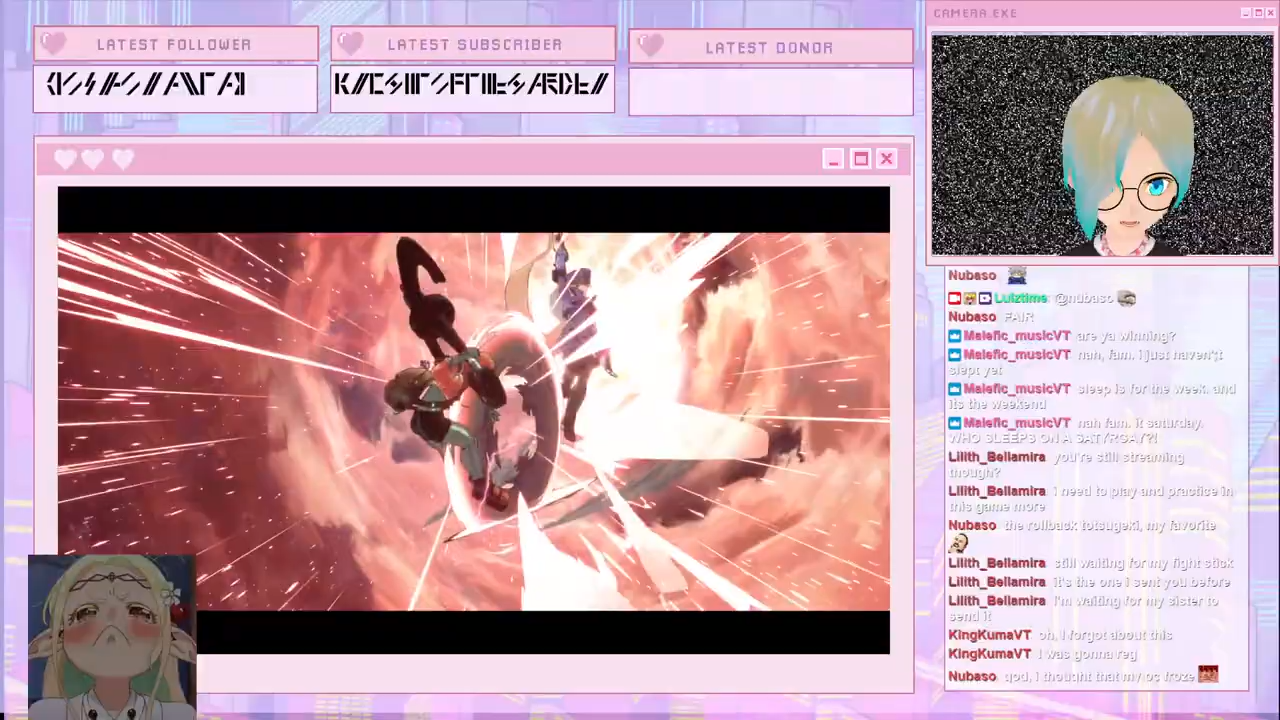 LATEST FOLLOWER
LATEST SUBSCRIBER
LATEST DONOR
CAMERA.EXE
Nubaso
Luiztime: @nubaso
Nubaso FAIR
Malefic_musicVT are ya winning?
Malefic_musicVT nah, fam. I just haven't
slept yet
Malefic_musicVT sleep is for the week. and
its the weekend
Malefic_musicVT nah fam. it saturday.
WHO SLEEPS ON A SATYRGAY?!
Lilith_Bellamira you're still streaming
though?
Lilith_Bellamira i need to play and practice in
this game more
Nubaso the rollback totsugeki, my favorite
Lilith_Bellamira still waiting for my fight stick
Lilith_Bellamira it's the one i sent you before
Lilith_Bellamira I'm waiting for my sister to
send it
KingKumaVT oh, I forgot about this
KingKumaVT I was gonna reg
Nubaso god, I thought that my pc froze